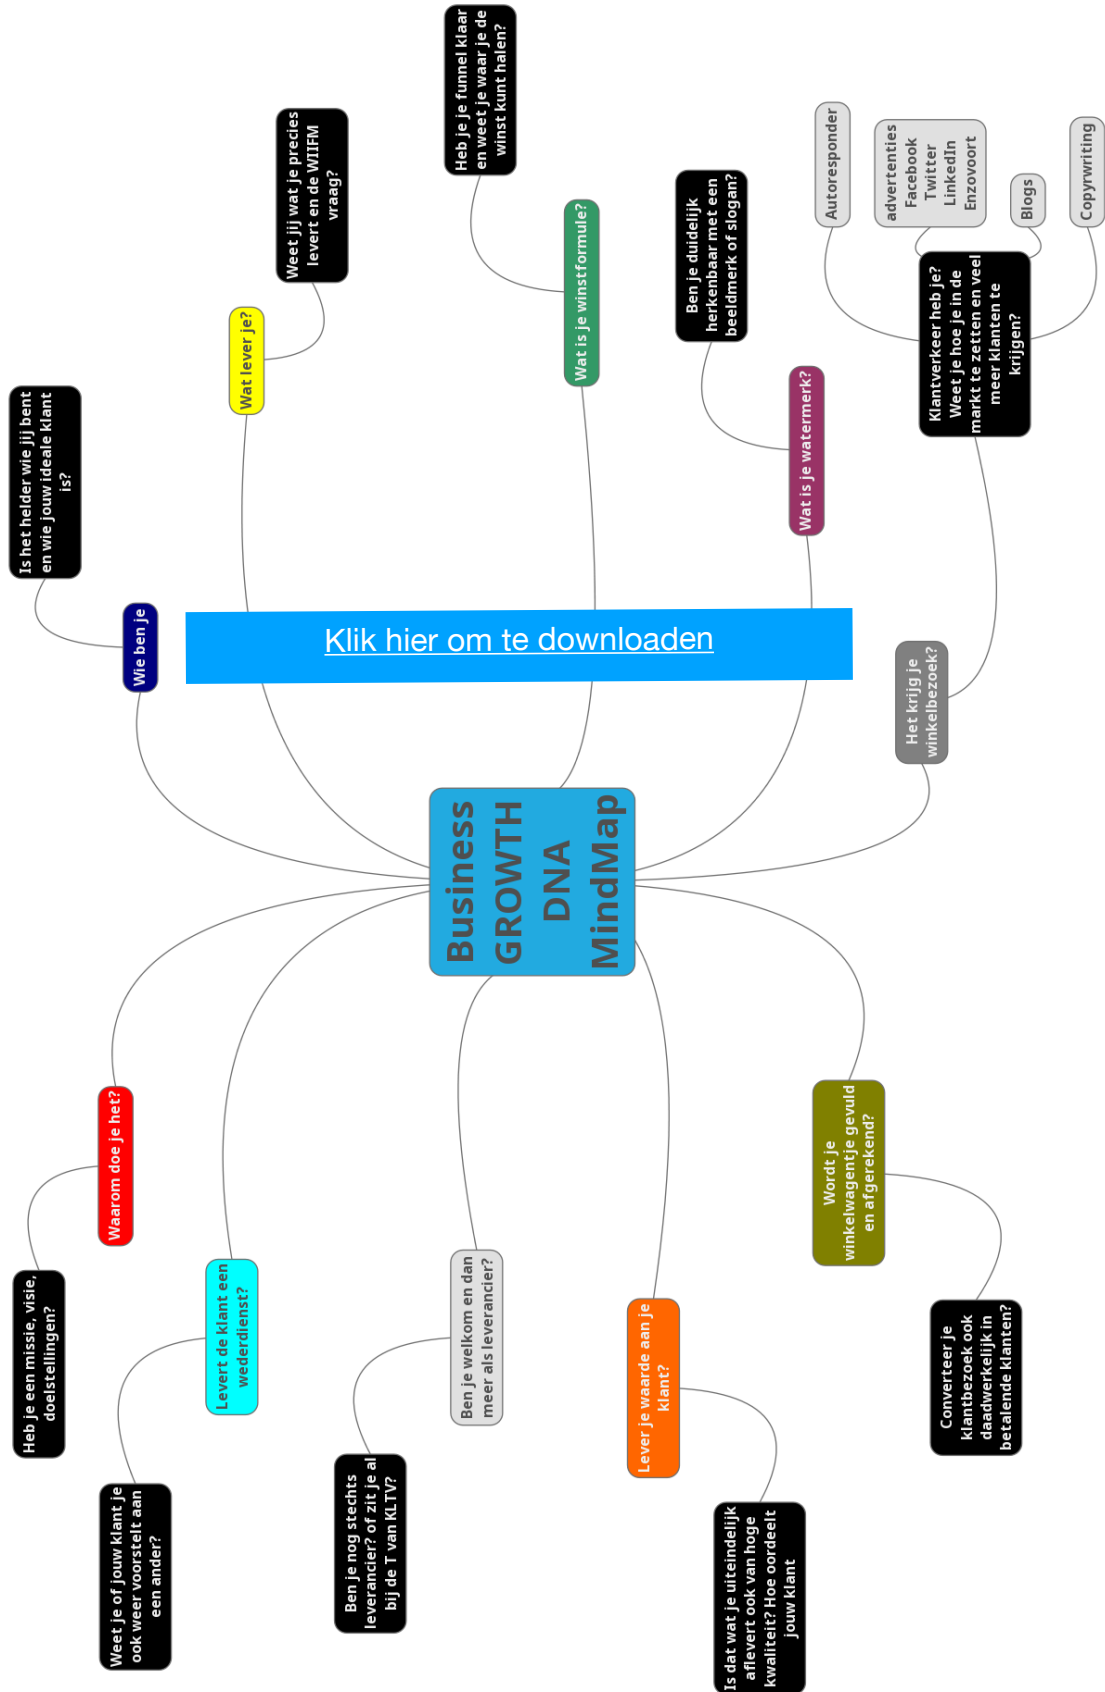 Business
GROWTH
DNA
MindMap
Klik hier om te downloaden
Wie ben je
Is het helder wie jij bent
en wie jouw ideale klant
is?
Wat lever je?
Weet jij wat je precies
levert en de WIIFM
vraag?
Wat is je winstformule?
Heb je je funnel klaar
en weet je waar je de
winst kunt halen?
Wat is je watermerk?
Ben je duidelijk
herkenbaar met een
beeldmerk of slogan?
Het krijg je
winkelbezoek?
Klantverkeer heb je?
Weet je hoe je in de
markt te zetten en veel
meer klanten te
krijgen?
Autoresponder
advertenties
Facebook
Twitter
LinkedIn
Enzovoort
Blogs
Copyrwriting
Waarom doe je het?
Heb je een missie, visie,
doelstellingen?
Levert de klant een
wederdienst?
Weet je of jouw klant je
ook weer voorstelt aan
een ander?
Ben je welkom en dan
meer als leverancier?
Ben je nog stechts
leverancier? of zit je al
bij de T van KLTV?
Lever je waarde aan je
klant?
Is dat wat je uiteindelijk
aflevert ook van hoge
kwaliteit? Hoe oordeelt
jouw klant
Wordt je
winkelwagentje gevuld
en afgerekend?
Converteer je
klantbezoek ook
daadwerkelijk in
betalende klanten?